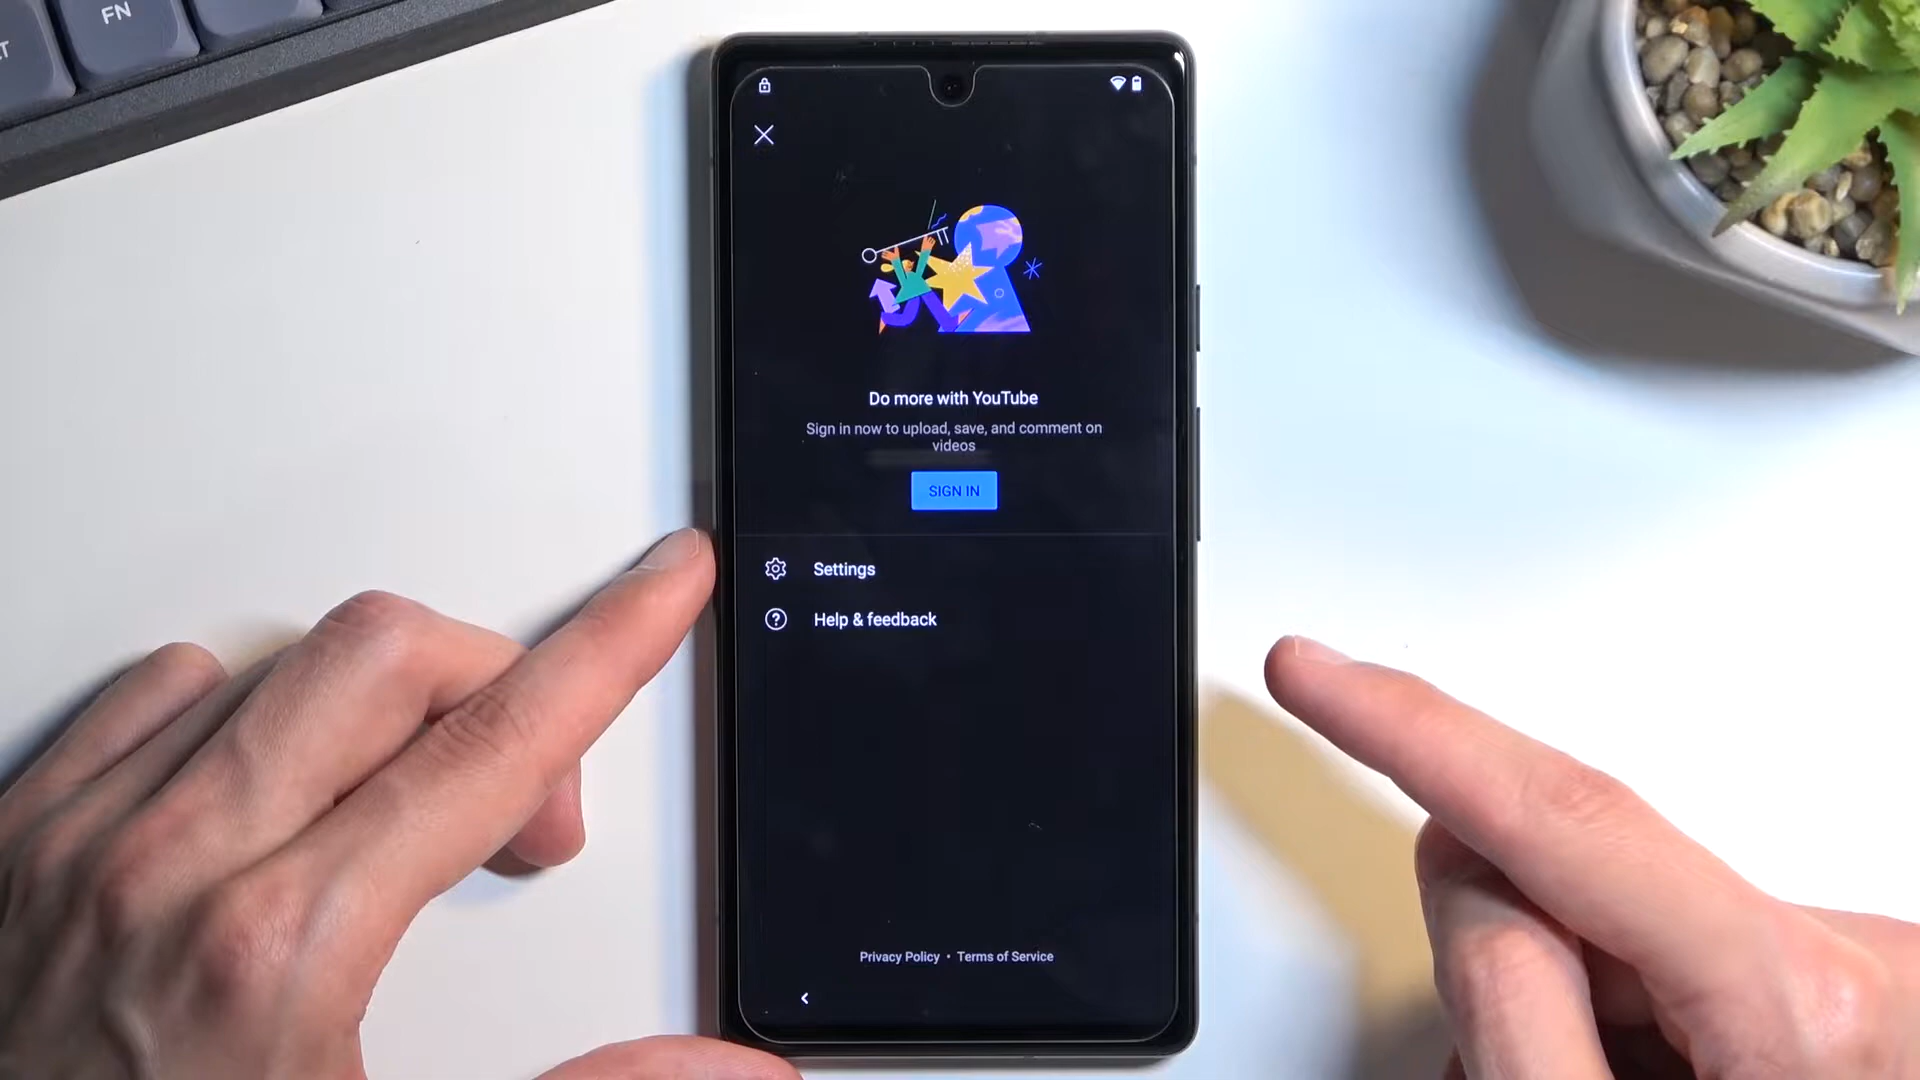 FN
Do more with YouTube
Sign in now to upload, save, and comment on
videos
SIGN IN
Settings
Help & feedback
Privacy Policy • Terms of Service